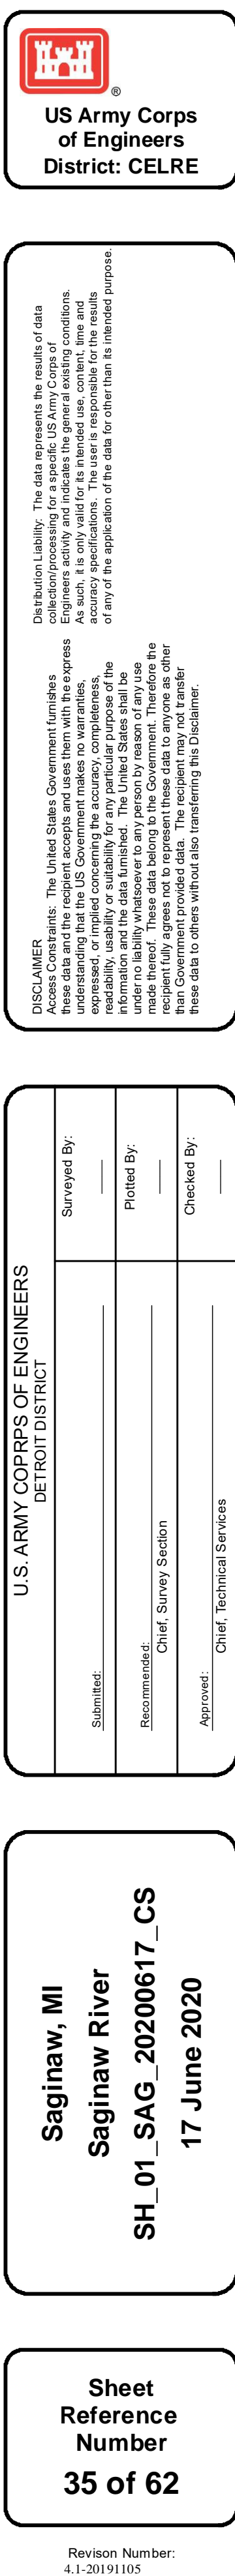 ®
US Army Corps
of Engineers
District: CELRE
DISCLAIMER
Access Constraints: The United States Government furnishes
these data and the recipient accepts and uses them with the express
understanding that the US Government makes no warranties,
expressed, or implied concerning the accuracy, completeness,
readability, usability or suitability for any particular purpose of the
information and the data furnished. The United States shall be
under no liability whatsoever to any person by reason of any use
made thereof. These data belong to the Government. Therefore the
recipient fully agrees not to represent these data to anyone as other
than Government provided data. The recipient may not transfer
these data to others without also transferring this Disclaimer.
Distribution Liability: The data represents the results of data
collection/processing for a specific US Army Corps of
Engineers activity and indicates the general existing conditions.
As such, it is only valid for its intended use, content, time and
accuracy specifications. The user is responsible for the results
of any of the application of the data for other than its intended purpose.
U.S. ARMY COPRPS OF ENGINEERS
DETROIT DISTRICT
Submitted:
Surveyed By:
Recommended:
Chief, Survey Section
Plotted By:
Approved:
Chief, Technical Services
Checked By:
Saginaw, MI
Saginaw River
SH_01_SAG_20200617_CS
17 June 2020
Sheet
Reference
Number
35 of 62
Revison Number:
4.1-20191105